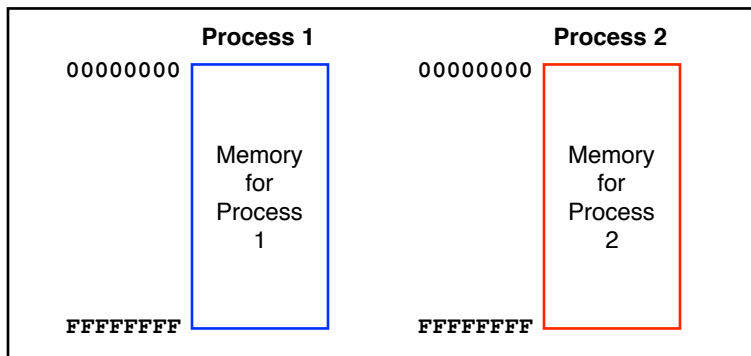 Process 1
00000000
Memory
for
Process
1
FFFFFFFF
Process 2
00000000
Memory
for
Process
2
FFFFFFFF